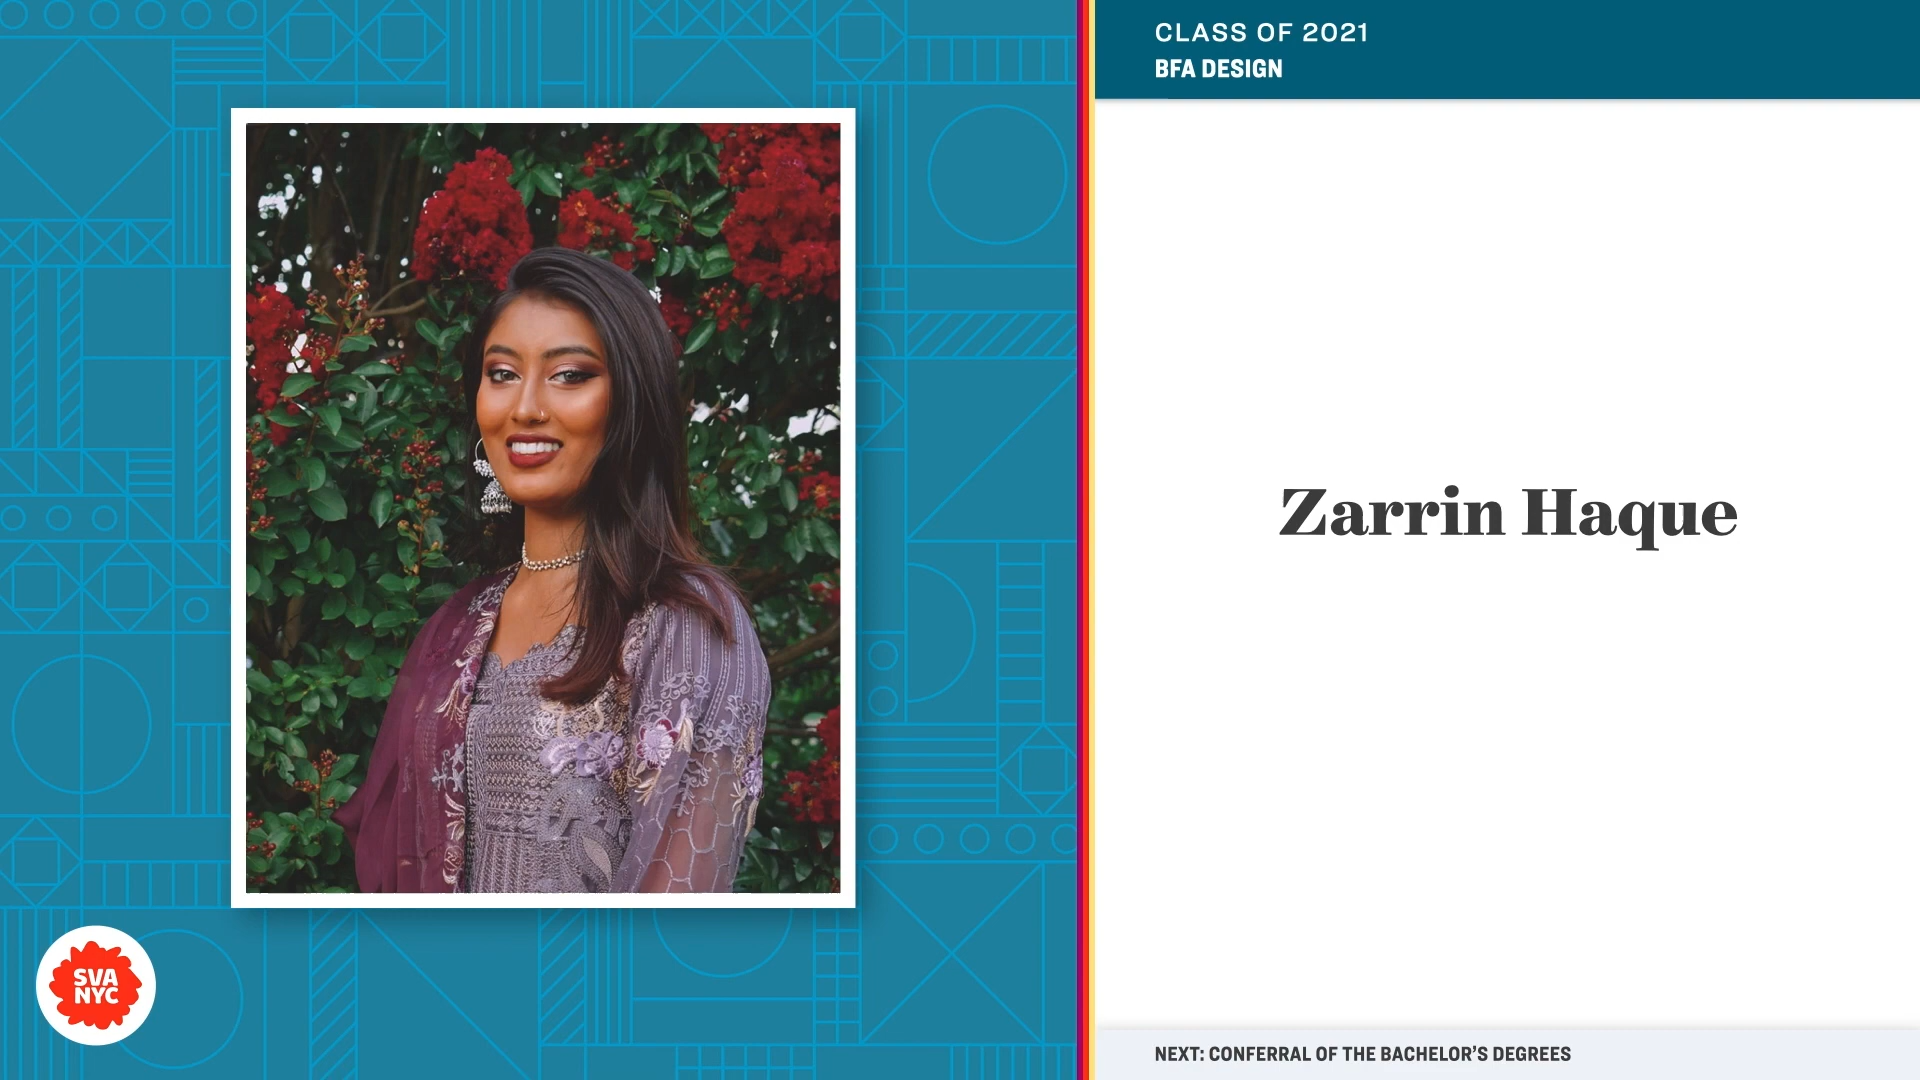 CLASS OF 2021
BFA DESIGN
Zarrin Haque
SVA
NYC
NEXT: CONFERRAL OF THE BACHELOR’S DEGREES